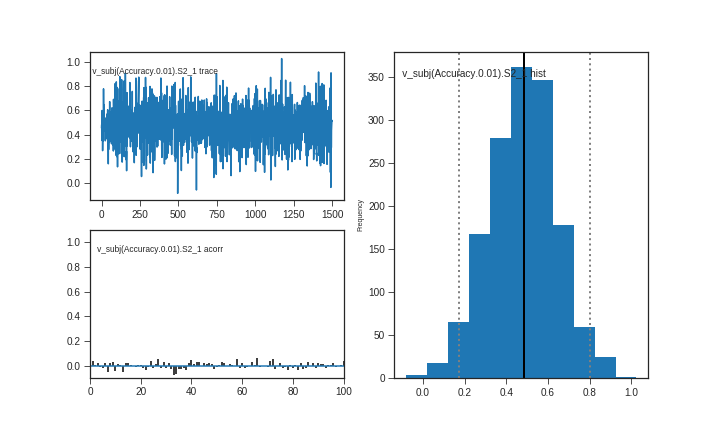 v_subj(Accuracy.0.01).S2_1 trace
1.0
0.8
0.6
0.4
0.2
0.0
0 250 500 750 1000 1250 1500
v_subj(Accuracy.0.01).S2_1 acorr
1.0
0.8
0.6
0.4
0.2
0.0
0 20 40 60 80 100
v_subj(Accuracy.0.01).S2_1 hist
Frequency
350
300
250
200
150
100
50
0
0.0 0.2 0.4 0.6 0.8 1.0